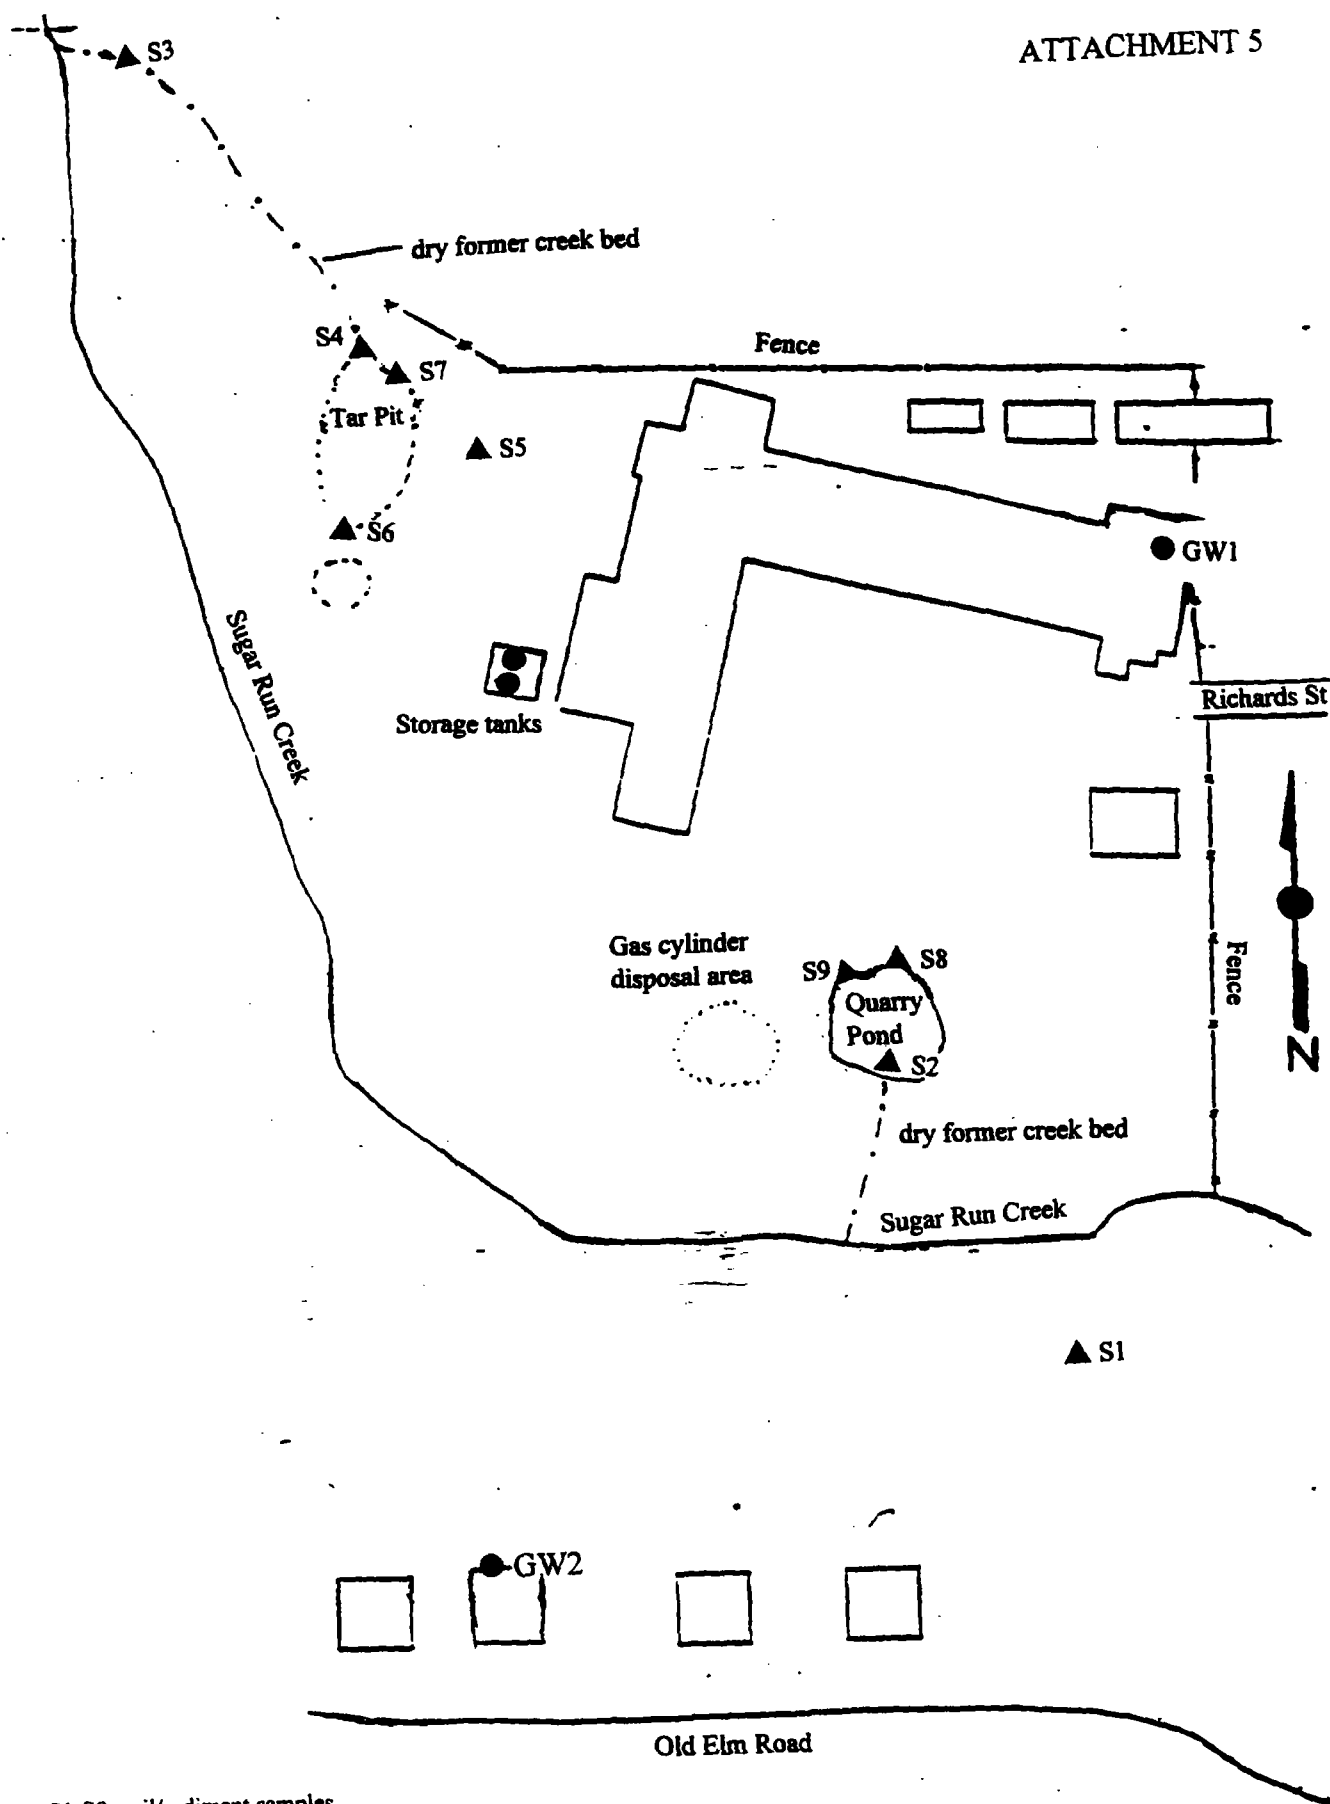 ATTACHMENT 5
S3
dry former creek bed
S4
Fence
S7
Tar Pit
S5
S6
GW1
Sugar Run Creek
Richards St
Storage tanks
Gas cylinder
disposal area
S9
S8
Fence
Quarry
Pond
S2
N
dry former creek bed
Sugar Run Creek
S1
GW2
Old Elm Road
samples